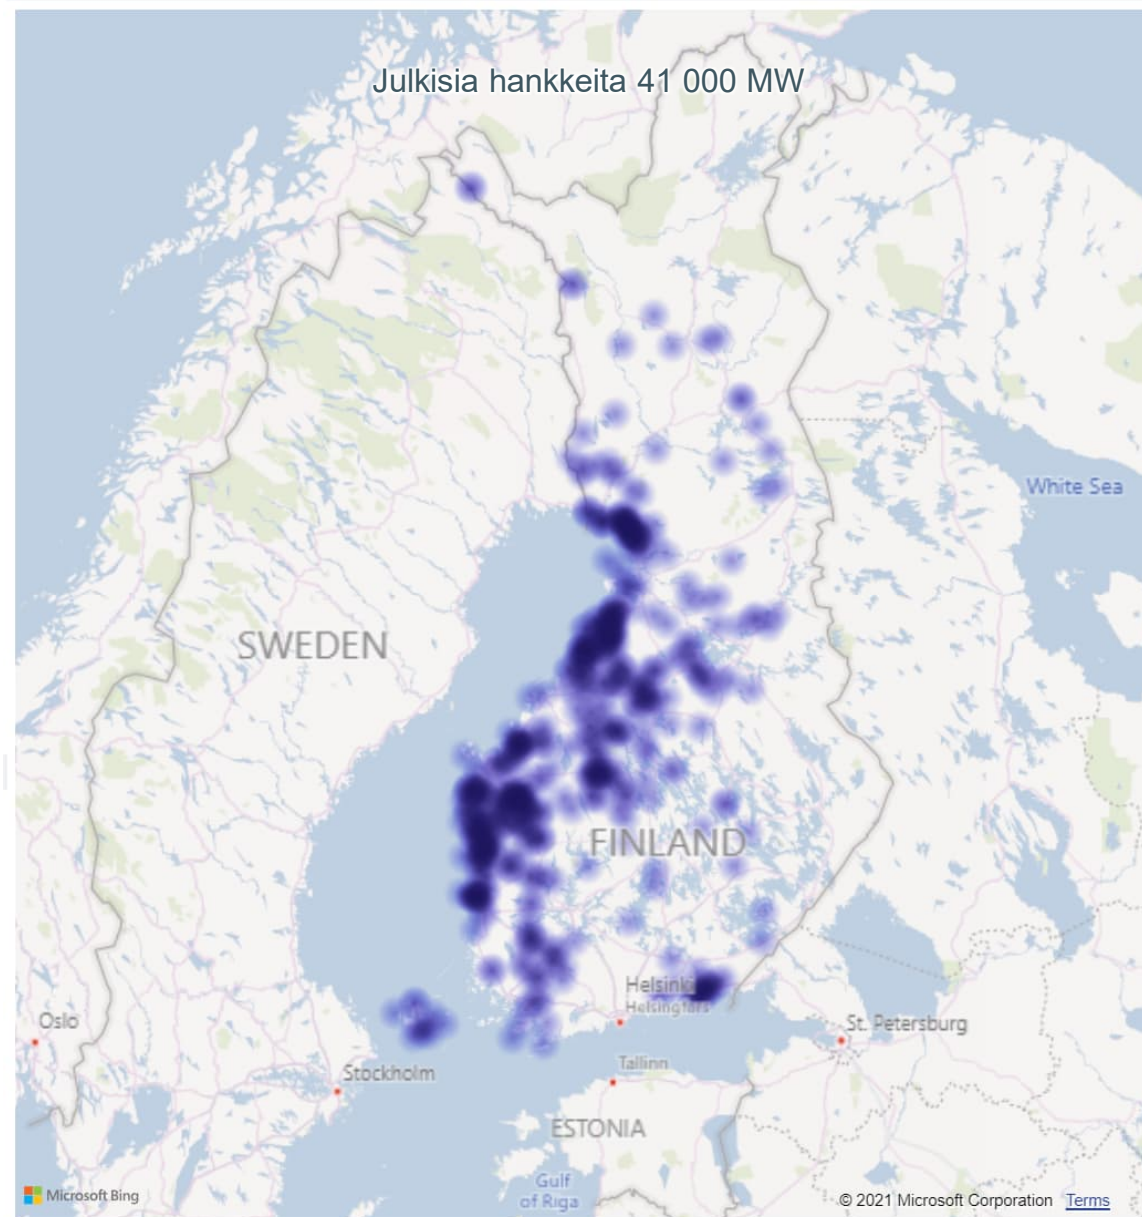 Julkisia hankkeita 41 000 MW
White Sea
SWEDEN
FINLAND
Helsinki
Helsingfors
Oslo
St. Petersburg
Stockholm
Tallinn
ESTONIA
Gulf
of Riga
Microsoft Bing
© 2021 Microsoft Corporation Terms